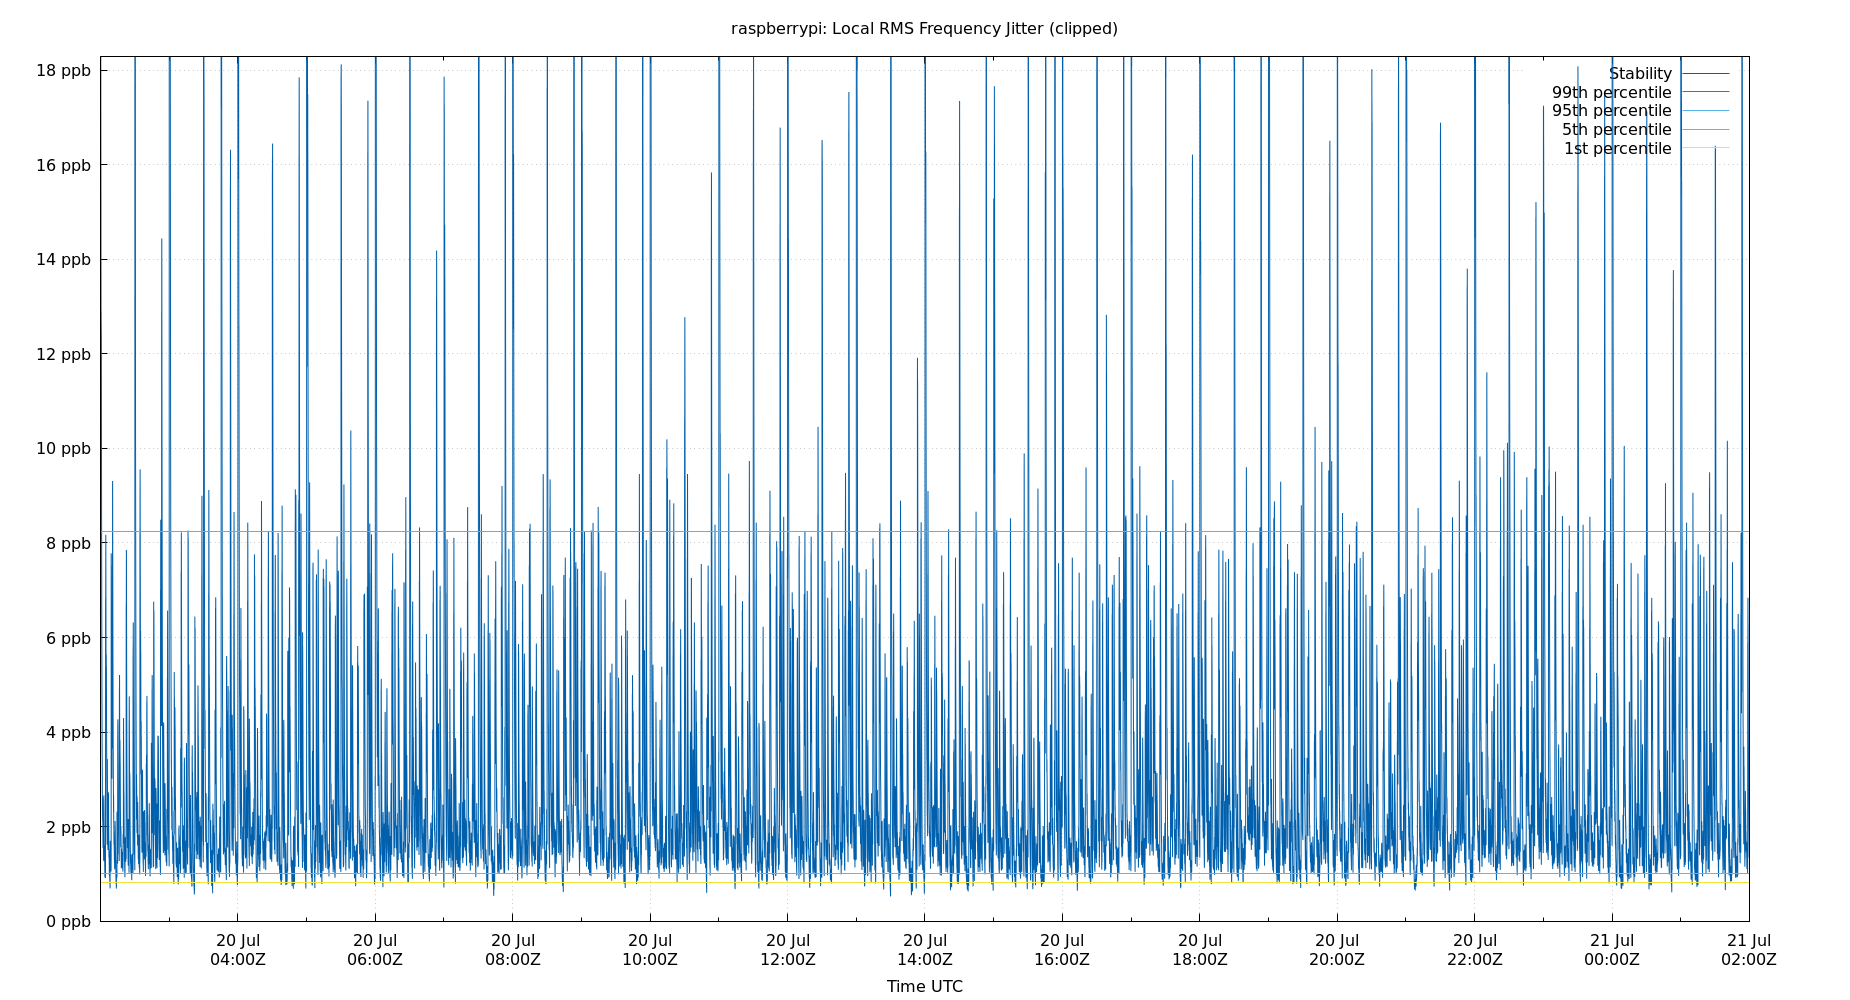 raspberrypi: Local RMS Frequency Jitter (clipped)
18 ppb
16 ppb
14 ppb
12 ppb
10 ppb
8 ppb
6 ppb
4 ppb
2 ppb
0 ppb
Stability
99th percentile
95th percentile
5th percentile
1st percentile
20 Jul 20 Jul 20 Jul 20 Jul 20 Jul 20 Jul 20 Jul 20 Jul 20 Jul 20 Jul 21 Jul 21 Jul
04:00Z 06:00Z 08:00Z 10:00Z 12:00Z 14:00Z 16:00Z 18:00Z 20:00Z 22:00Z 00:00Z 02:00Z
Time UTC